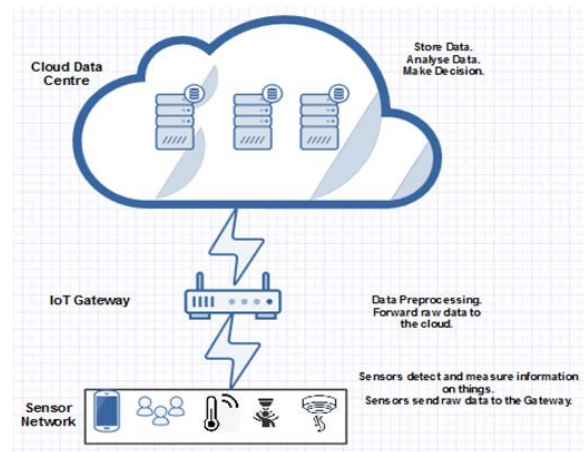 Cloud Data
Centre
Store Data.
Analyse Data.
Make Decision.
IoT Gateway
Data Preprocessing.
Forward raw data to
the cloud.
Sensor
Network
Sensors detect and measure information
on things.
Sensors send raw data to the Gateway.